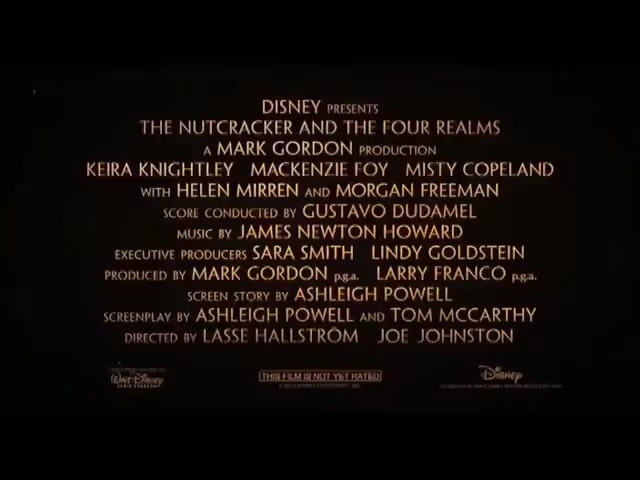 DISNEY PRESENTS
THE NUTCRACKER AND THE FOUR REALMS
A MARK GORDON PRODUCTION
KEIRA KNIGHTLEY MACKENZIE FOY MISTY COPELAND
WITH HELEN MIRREN AND MORGAN FREEMAN
SCORE CONDUCTED BY GUSTAVO DUDAMEL
MUSIC BY JAMES NEWTON HOWARD
EXECUTIVE PRODUCERS SARA SMITH LINDY GOLDSTEIN
PRODUCED BY MARK GORDON p.g.a. LARRY FRANCO p.g.a.
SCREEN STORY BY ASHLEIGH POWELL
SCREENPLAY BY ASHLEIGH POWELL AND TOM MCCARTHY
DIRECTED BY LASSE HALLSTRÖM JOE JOHNSTON
WALT DISNEY
THIS FILM IS NOT YET RATED
Disney